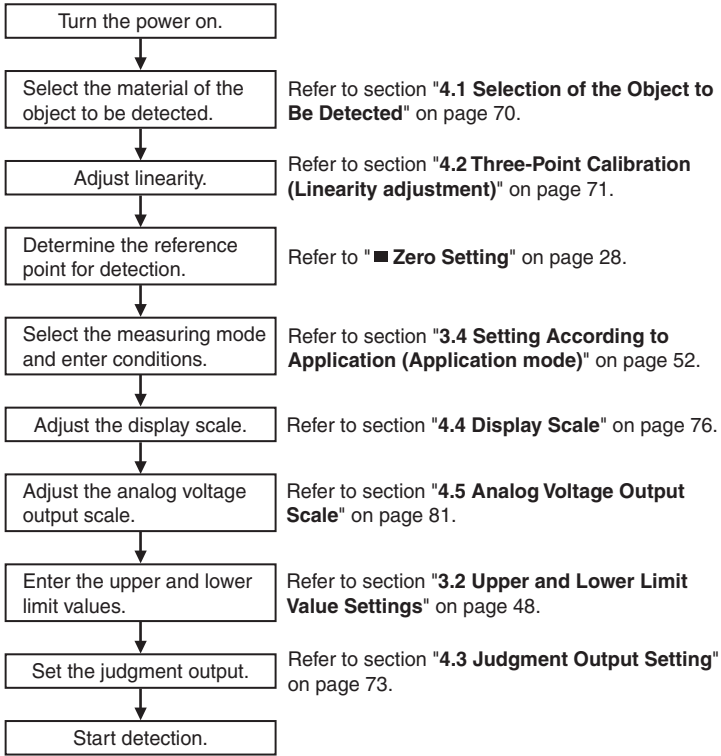 Turn the power on.
Select the material of the
object to be detected.
Refer to section "4.1 Selection of the Object to
Be Detected" on page 70.
Adjust linearity.
Refer to section "4.2 Three-Point Calibration
(Linearity adjustment)" on page 71.
Determine the reference
point for detection.
Refer to "■ Zero Setting" on page 28.
Select the measuring mode
and enter conditions.
Refer to section "3.4 Setting According to
Application (Application mode)" on page 52.
Adjust the display scale.
Refer to section "4.4 Display Scale" on page 76.
Adjust the analog voltage
output scale.
Refer to section "4.5 Analog Voltage Output
Scale" on page 81.
Enter the upper and lower
limit values.
Refer to section "3.2 Upper and Lower Limit
Value Settings" on page 48.
Set the judgment output.
Refer to section "4.3 Judgment Output Setting"
on page 73.
Start detection.